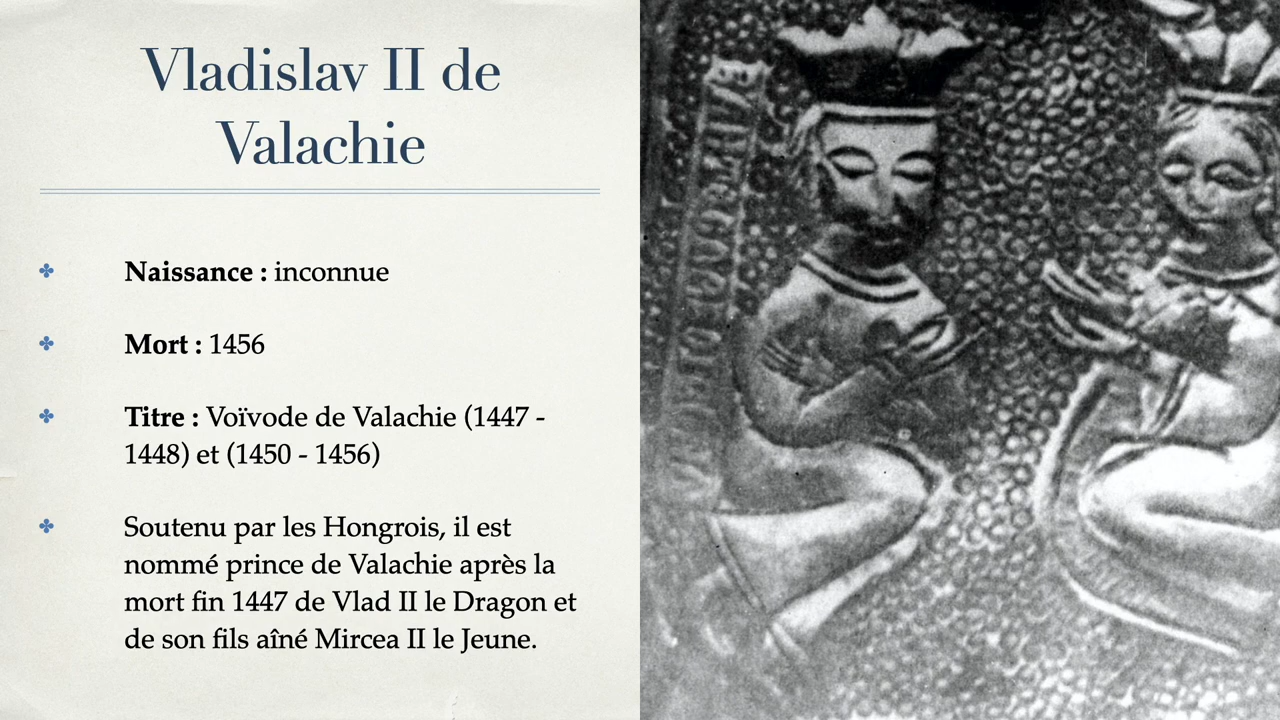 Vladislav II de
Valachie
Naissance : inconnue
Mort : 1456
Titre : Voïvode de Valachie (1447 -
1448) et (1450 - 1456)
Soutenu par les Hongrois, il est
nommé prince de Valachie après la
mort fin 1447 de Vlad II le Dragon et
de son fils aîné Mircea II le Jeune.